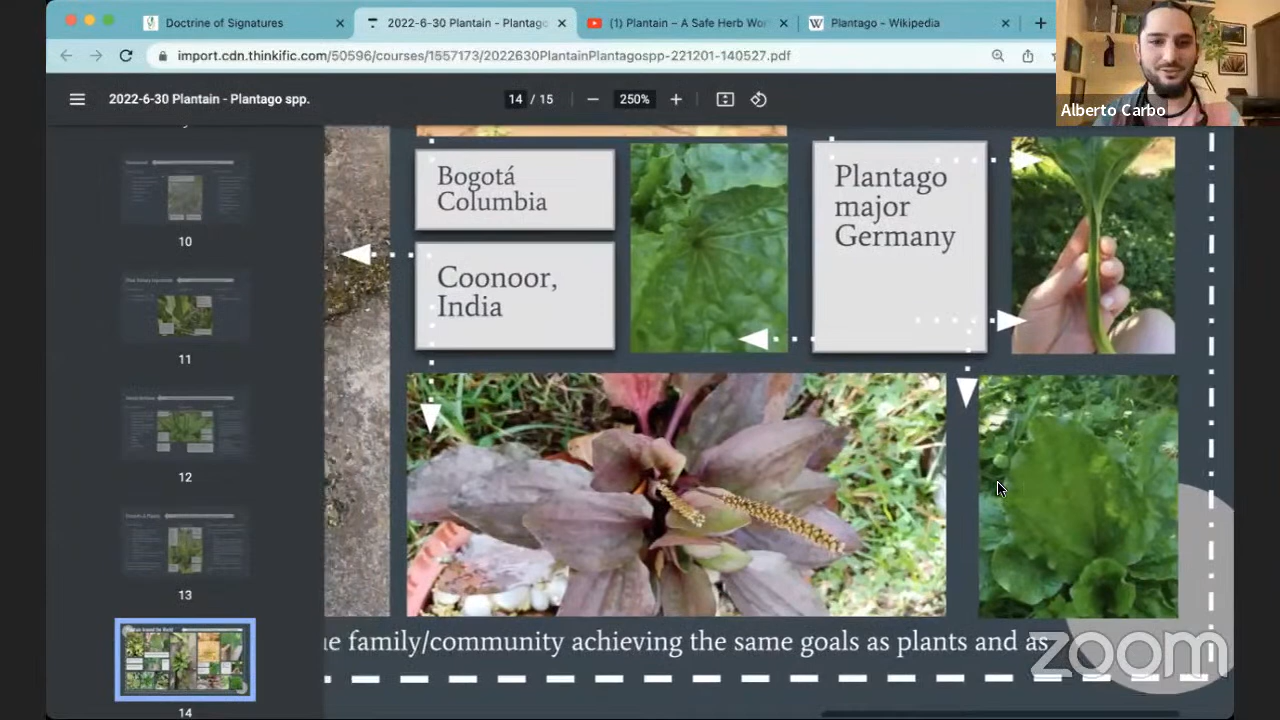 Doctrine of Signatures
2022-6-30 Plantain - Plantago
(1) Plantain – A Safe Herb Wor
Plantago - Wikipedia
import.cdn.thinkific.com/50596/courses/1557173/2022630PlantainPlantagospp-221201-140527.pdf
2022-6-30 Plantain - Plantago spp.
14 / 15
250%
Alberto Carbo
10
11
12
13
14
Bogotá
Columbia
Coonoor,
India
Plantago
major
Germany
family/community achieving the same goals as plants and as
zoom